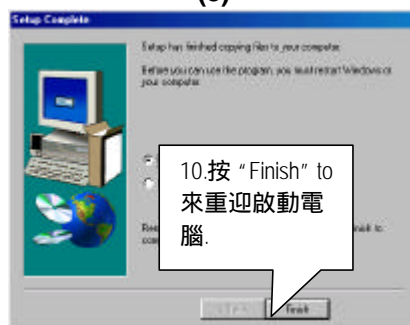 Setup Complete
Setup has finished copying files to your computer.
Before you can use the program, you must restart Windows or
your computer.
10.按 “Finish” to
來重迎啟動電
腦.
Finish